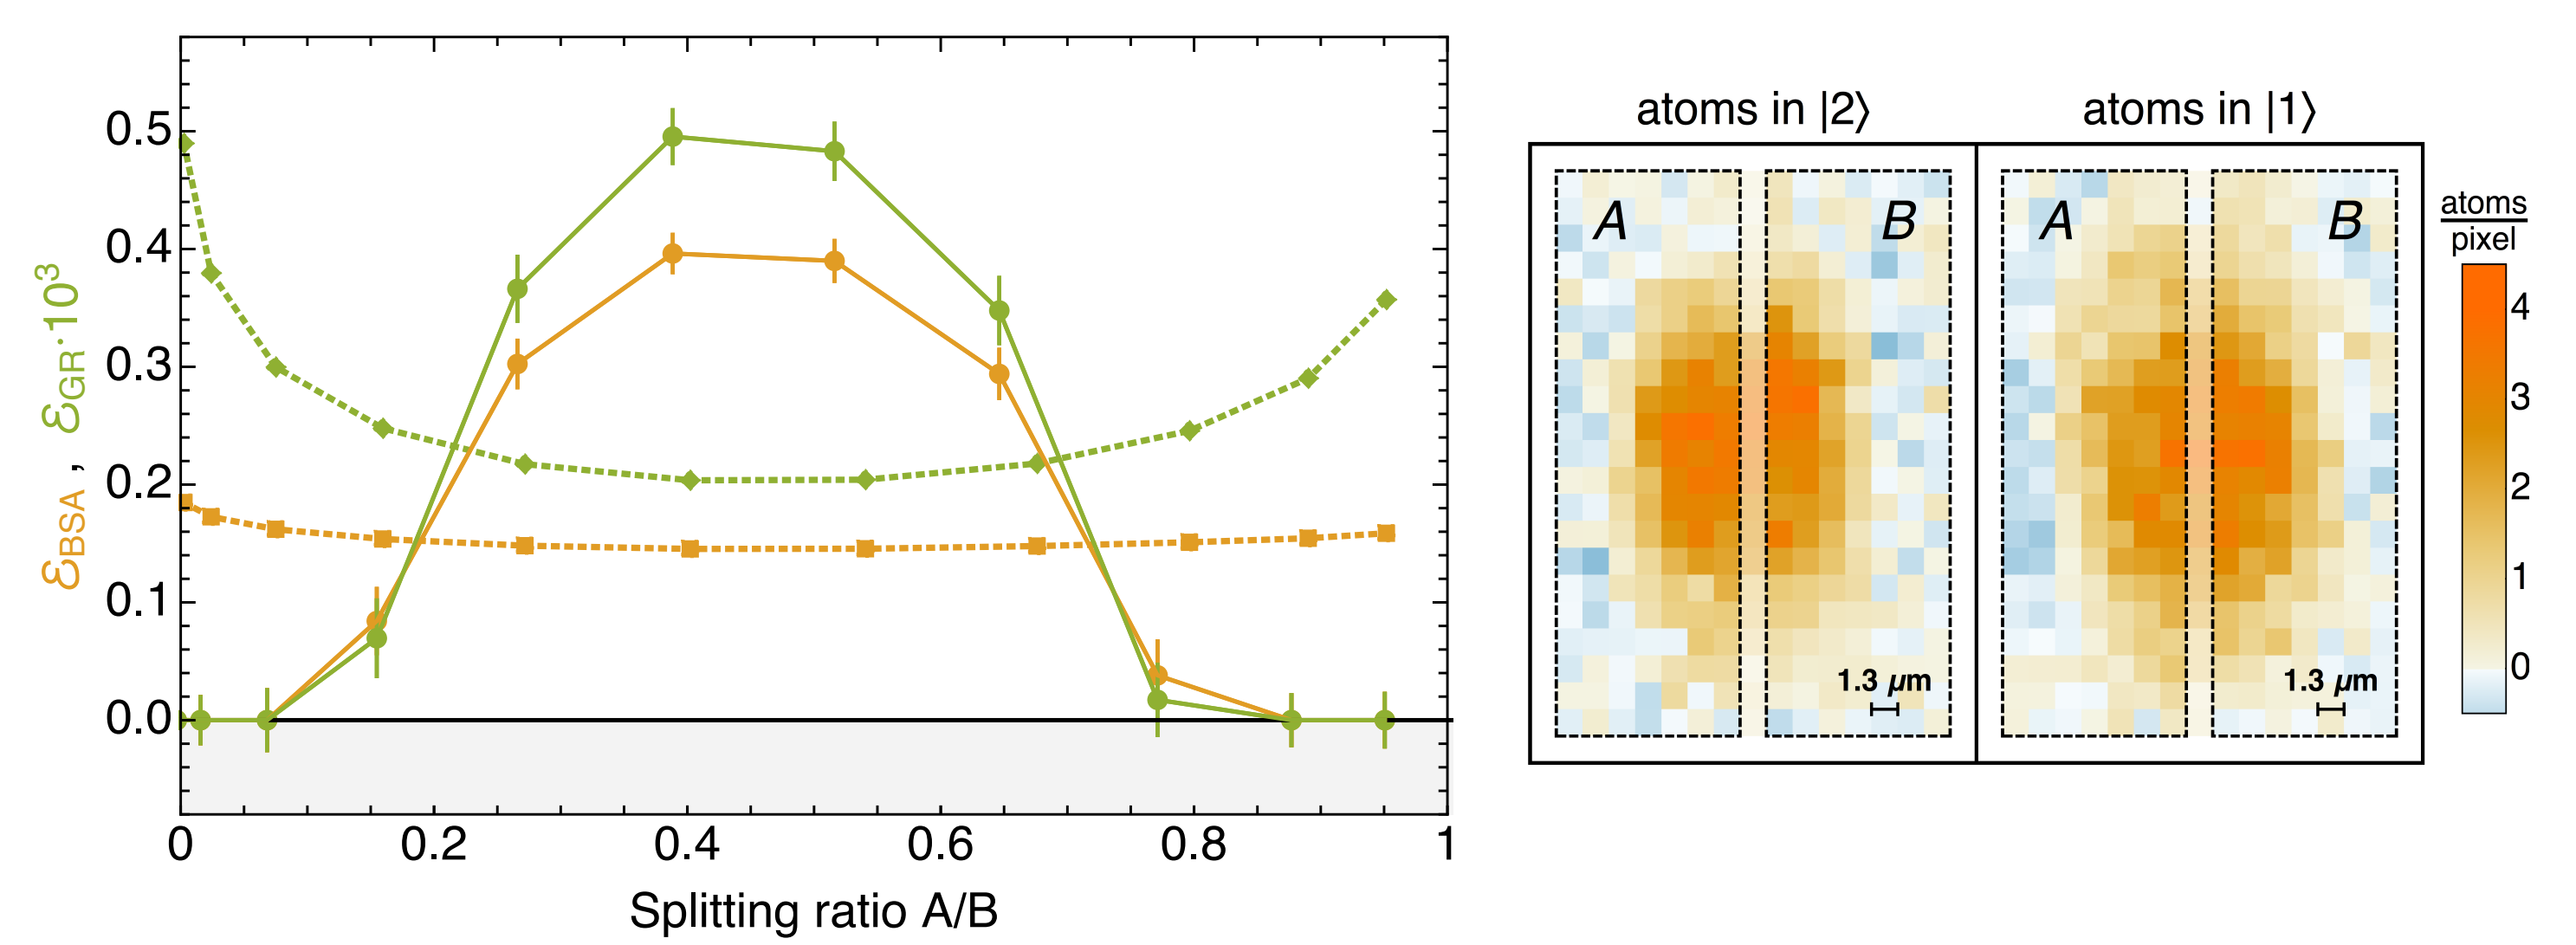 ℰBSA , ℰGR·10³
0.5
0.4
0.3
0.2
0.1
0.0
0 0.2 0.4 0.6 0.8 1
Splitting ratio A/B
atoms in |2⟩ atoms in |1⟩
A B A B
1.3 μm 1.3 μm
atoms
pixel
4
3
2
1
0